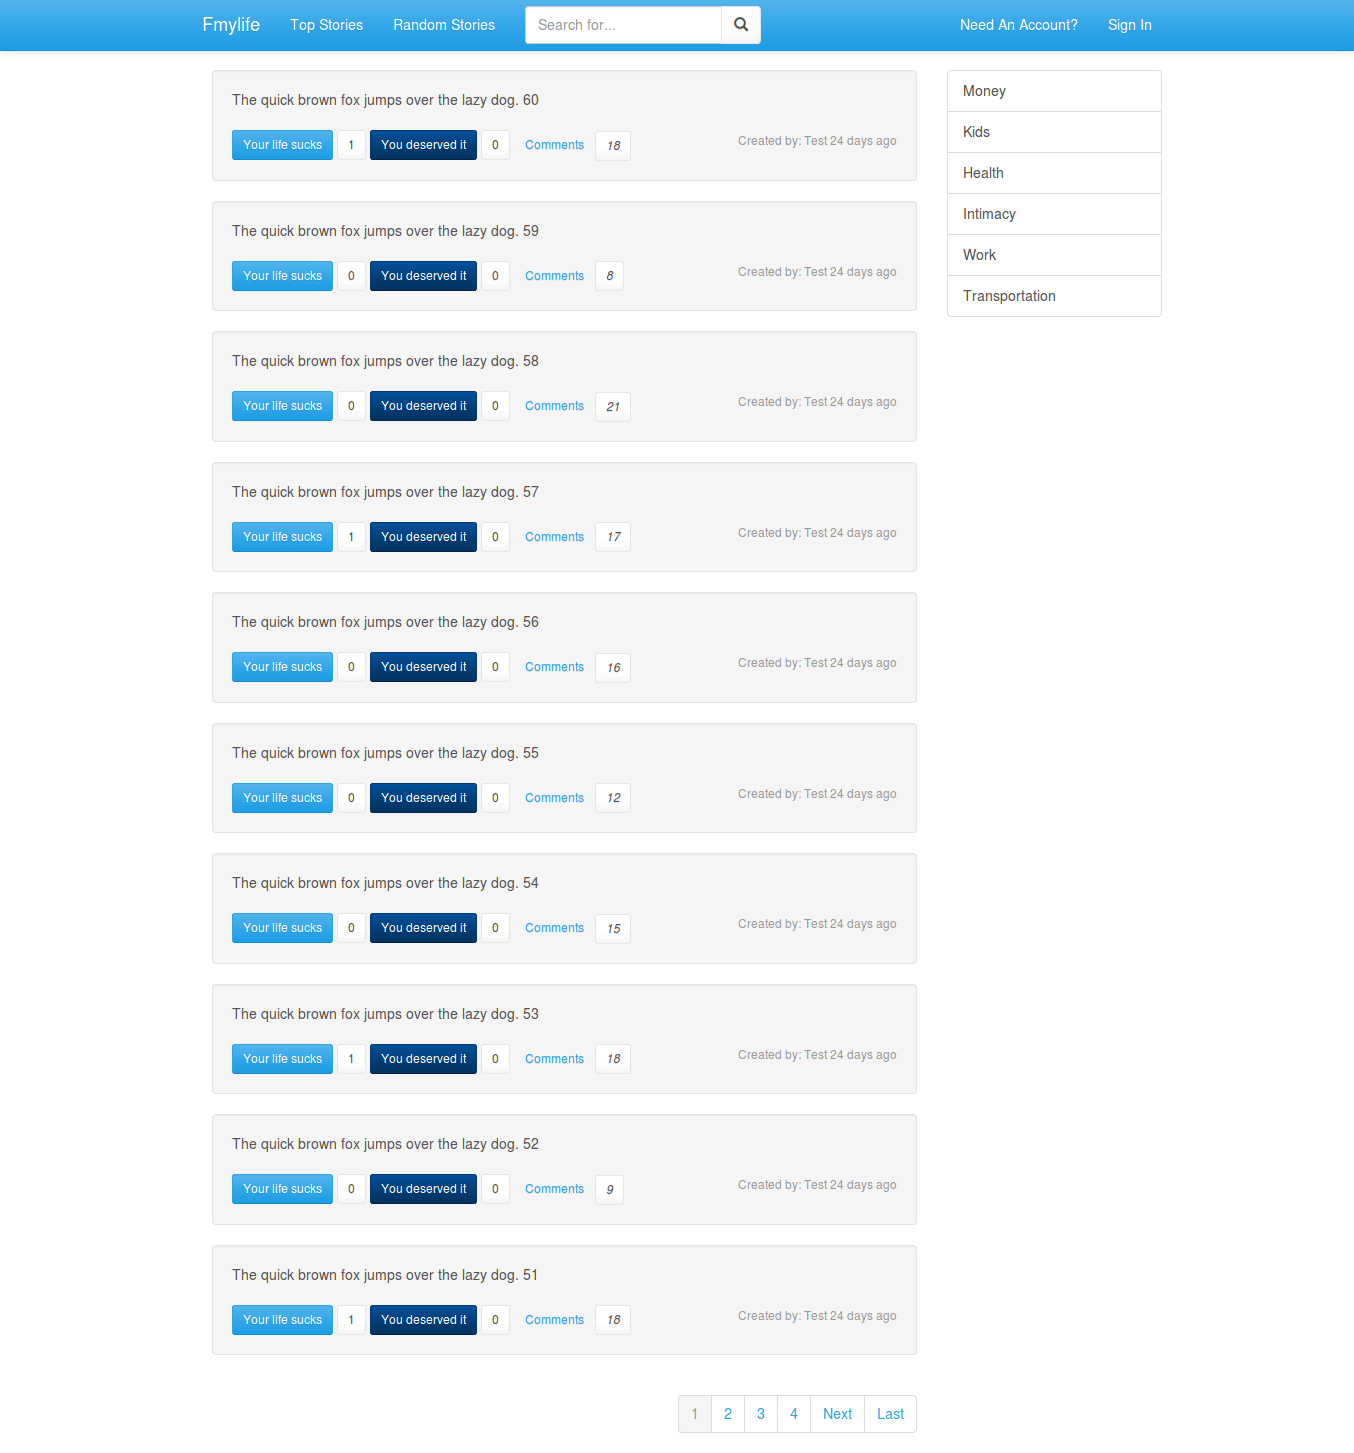 Fmylife Top Stories Random Stories Search for... Need An Account? Sign In
The quick brown fox jumps over the lazy dog. 60
Your life sucks 1 You deserved it 0 Comments 18 Created by: Test 24 days ago
The quick brown fox jumps over the lazy dog. 59
Your life sucks 0 You deserved it 0 Comments 8 Created by: Test 24 days ago
The quick brown fox jumps over the lazy dog. 58
Your life sucks 0 You deserved it 0 Comments 21 Created by: Test 24 days ago
The quick brown fox jumps over the lazy dog. 57
Your life sucks 1 You deserved it 0 Comments 17 Created by: Test 24 days ago
The quick brown fox jumps over the lazy dog. 56
Your life sucks 0 You deserved it 0 Comments 16 Created by: Test 24 days ago
The quick brown fox jumps over the lazy dog. 55
Your life sucks 0 You deserved it 0 Comments 12 Created by: Test 24 days ago
The quick brown fox jumps over the lazy dog. 54
Your life sucks 0 You deserved it 0 Comments 15 Created by: Test 24 days ago
The quick brown fox jumps over the lazy dog. 53
Your life sucks 1 You deserved it 0 Comments 18 Created by: Test 24 days ago
The quick brown fox jumps over the lazy dog. 52
Your life sucks 0 You deserved it 0 Comments 9 Created by: Test 24 days ago
The quick brown fox jumps over the lazy dog. 51
Your life sucks 1 You deserved it 0 Comments 18 Created by: Test 24 days ago
1 2 3 4 Next Last
Money
Kids
Health
Intimacy
Work
Transportation